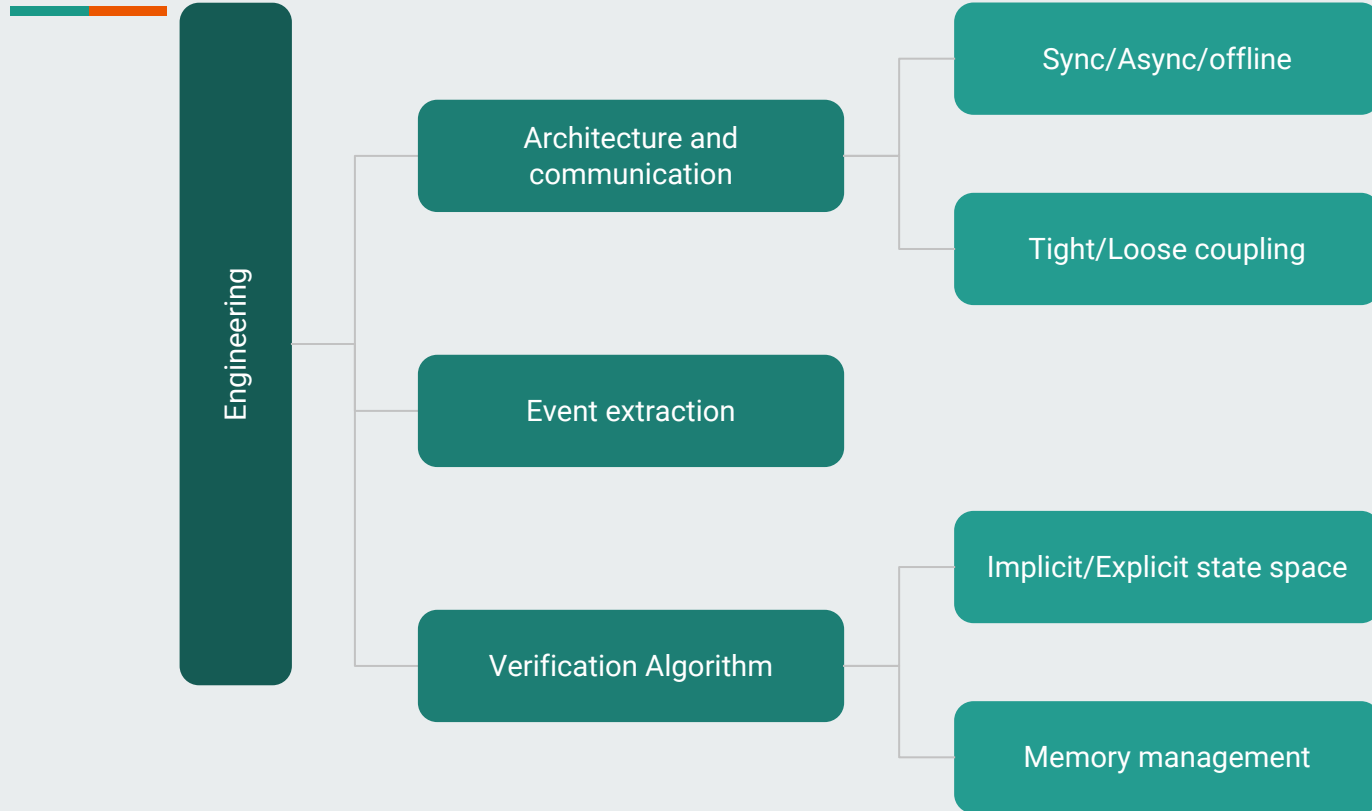 Engineering
Architecture and
communication
Sync/Async/offline
Tight/Loose coupling
Event extraction
Verification Algorithm
Implicit/Explicit state space
Memory management